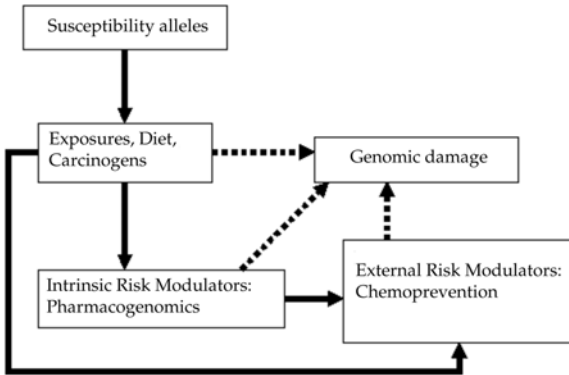 Susceptibility alleles
Exposures, Diet,
Carcinogens
Genomic damage
Intrinsic Risk Modulators:
Pharmacogenomics
External Risk Modulators:
Chemoprevention